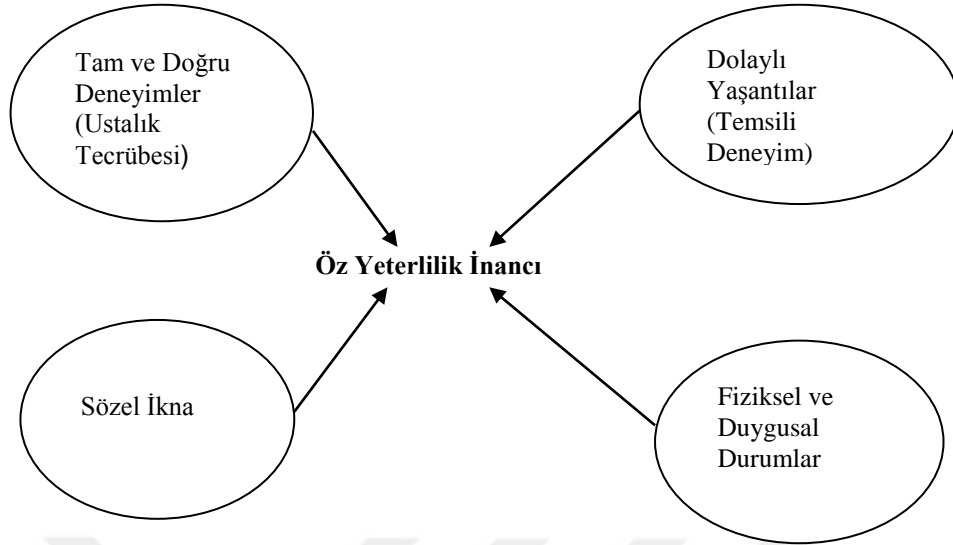 Tam ve Doğru
Deneyimler
(Ustalık
Tecrübesi)
Dolaylı
Yaşantılar
(Temsili
Deneyim)
Öz Yeterlilik İnancı
Sözel İkna
Fiziksel ve
Duygusal
Durumlar